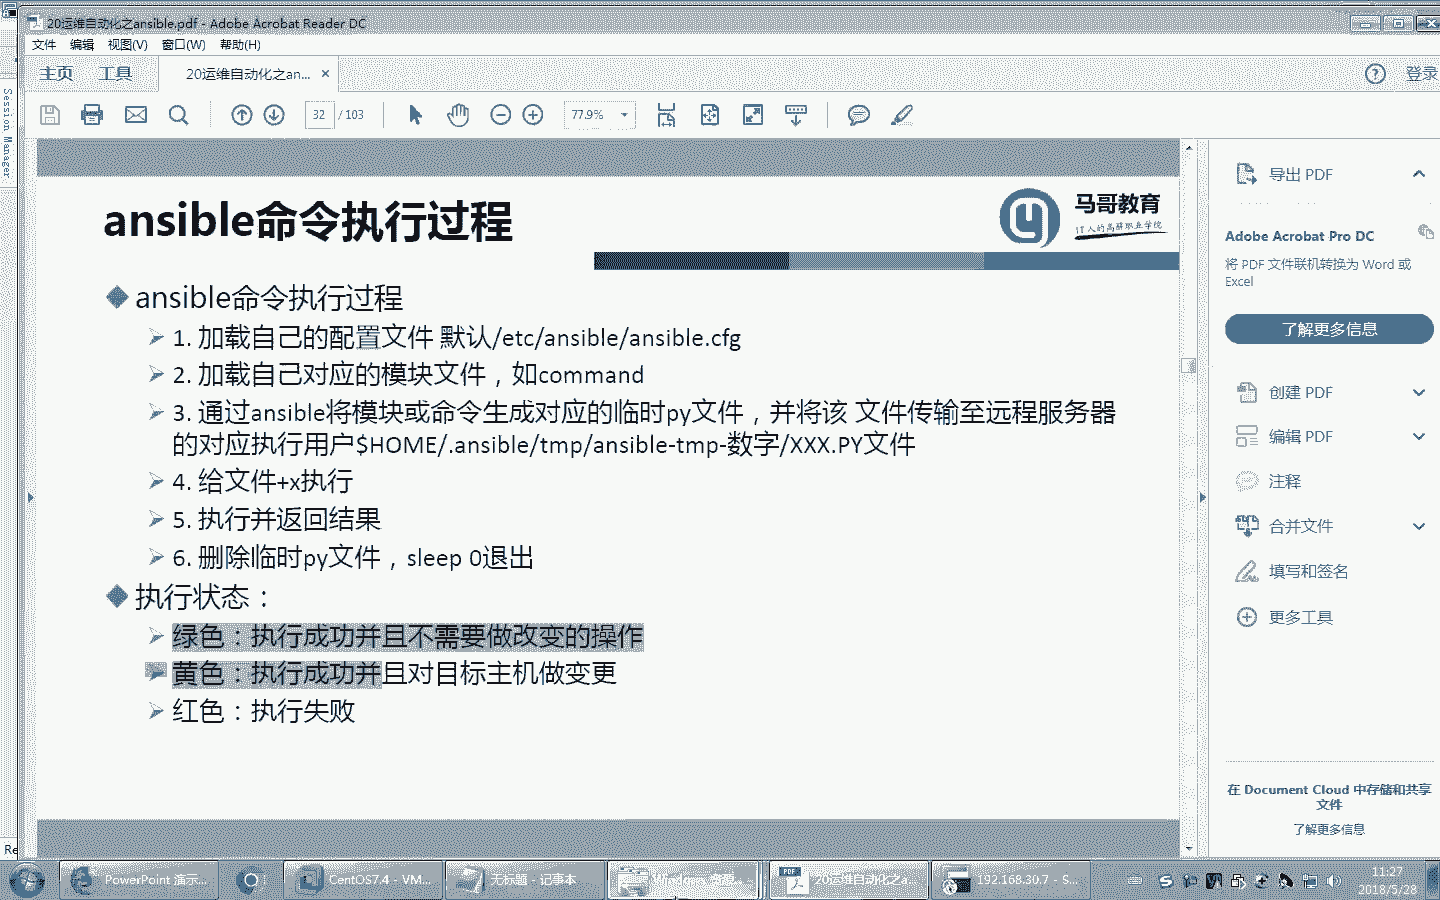 20运维自动化之ansible.pdf - Adobe Acrobat Reader DC
文件 编辑 视图(V) 窗口(W) 帮助(H)
主页 工具 20运维自动化之an... ×
登录
32 / 103 77.9%
Session Manager
ansible命令执行过程
马哥教育
IT人的高薪职业学院
ansible命令执行过程
1. 加载自己的配置文件 默认/etc/ansible/ansible.cfg
2. 加载自己对应的模块文件，如command
3. 通过ansible将模块或命令生成对应的临时py文件，并将该 文件传输至远程服务器
的对应执行用户$HOME/.ansible/tmp/ansible-tmp-数字/XXX.PY文件
4. 给文件+x执行
5. 执行并返回结果
6. 删除临时py文件，sleep 0退出
执行状态：
绿色：执行成功并且不需要做改变的操作
黄色：执行成功并且对目标主机做变更
红色：执行失败
导出 PDF
Adobe Acrobat Pro DC
将 PDF 文件联机转换为 Word 或
Excel
了解更多信息
创建 PDF
编辑 PDF
注释
合并文件
填写和签名
更多工具
在 Document Cloud 中存储和共享
文件
了解更多信息
Re
PowerPoint 演示... CentOS7.4 - VM... 无标题 - 记事本 Windows 资源... 20运维自动化之a... 192.168.30.7 - S...
11:27
2018/5/28